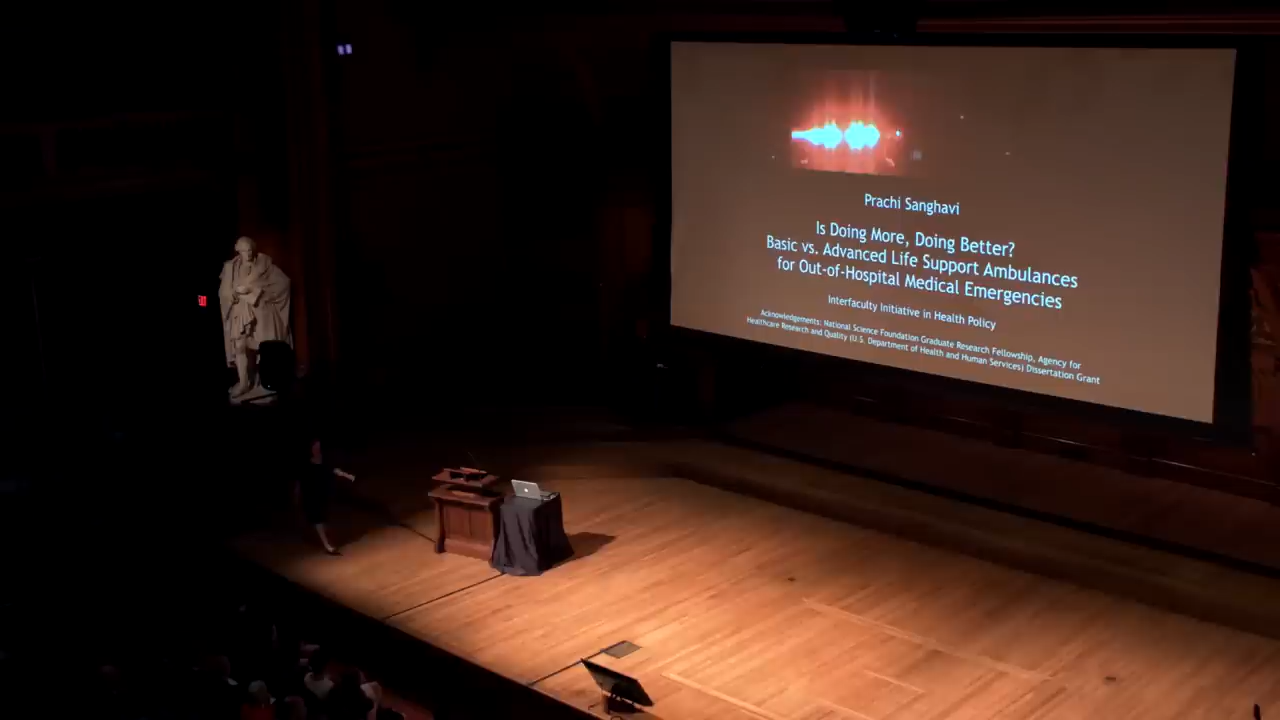 Prachi Sanghavi
Is Doing More, Doing Better?
Basic vs. Advanced Life Support Ambulances
for Out-of-Hospital Medical Emergencies
Interfaculty Initiative in Health Policy
Acknowledgements: National Science Foundation Graduate Research Fellowship, Agency for
Healthcare Research and Quality (U.S. Department of Health and Human Services) Dissertation Grant